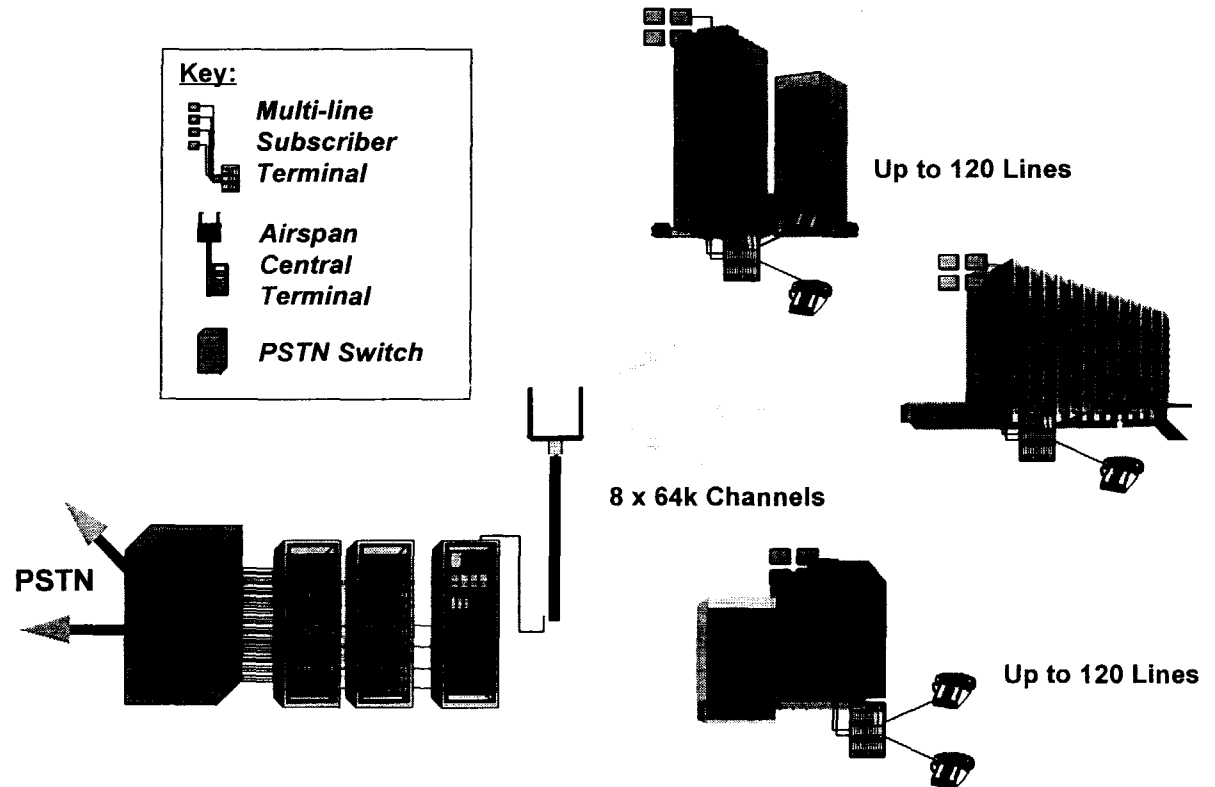 Key:
Multi-line
Subscriber
Terminal
Airspan
Central
Terminal
PSTN Switch
Up to 120 Lines
8 x 64k Channels
PSTN
Up to 120 Lines